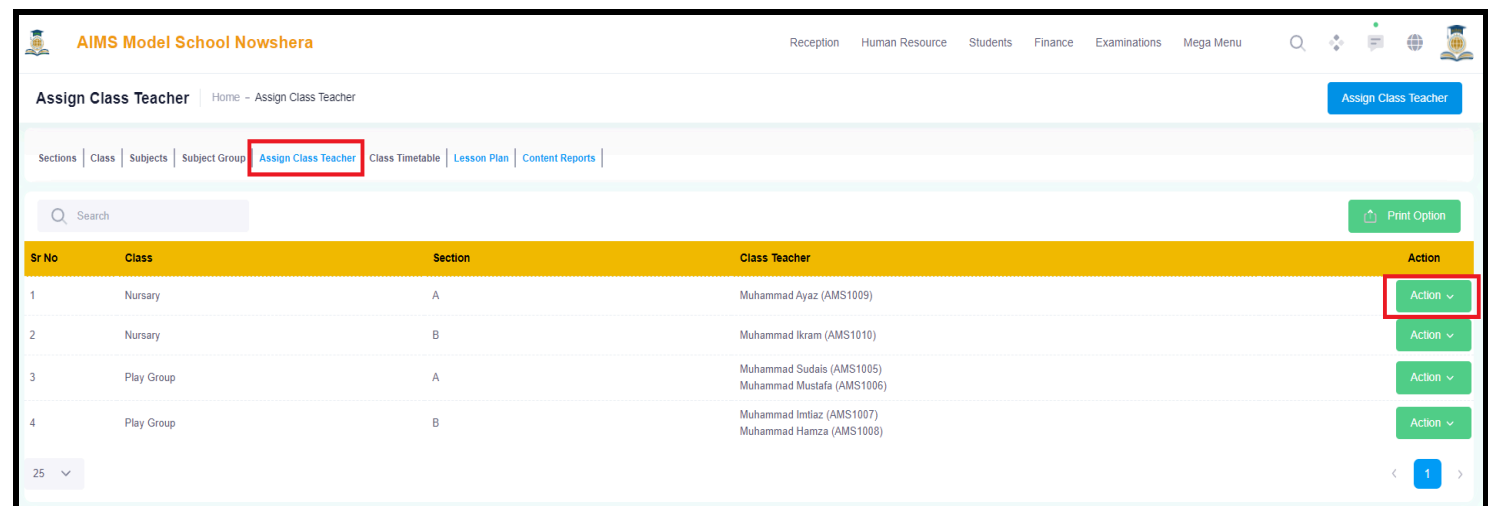 AIMS Model School Nowshera Reception Human Resource Students Finance Examinations Mega Menu
Assign Class Teacher Home - Assign Class Teacher Assign Class Teacher
Sections Class Subjects Subject Group Assign Class Teacher Class Timetable Lesson Plan Content Reports
Search Print Option
Sr No Class Section Class Teacher Action
1 Nursary A Muhammad Ayaz (AMS1009) Action
2 Nursary B Muhammad Ikram (AMS1010) Action
3 Play Group A Muhammad Sudais (AMS1005) Action
Muhammad Mustafa (AMS1006)
4 Play Group B Muhammad Imtiaz (AMS1007) Action
Muhammad Hamza (AMS1008)
25 1